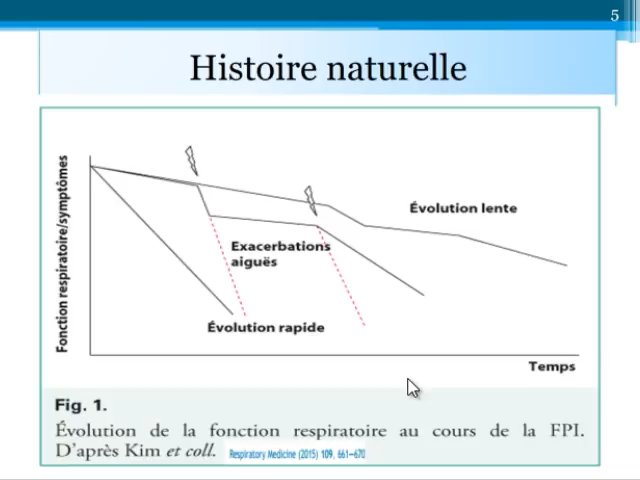 5
Histoire naturelle
Fonction respiratoire/symptômes
Évolution lente
Exacerbations
aiguës
Évolution rapide
Temps
Fig. 1.
Évolution de la fonction respiratoire au cours de la FPI.
D'après Kim et coll. Respiratory Medicine (2015) 109, 661–670